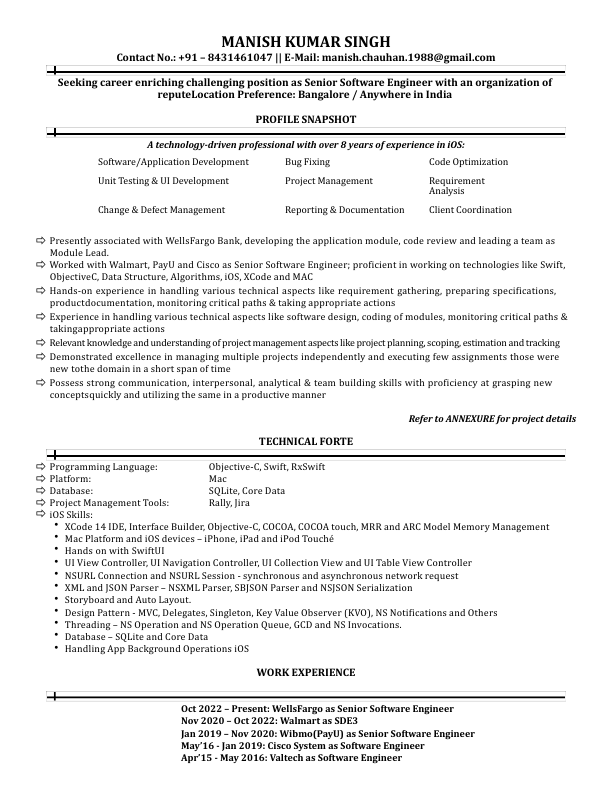 MANISH KUMAR SINGH
Contact No.: +91 – 8431461047 || E-Mail: manish.chauhan.1988@gmail.com
Seeking career enriching challenging position as Senior Software Engineer with an organization of
reputeLocation Preference: Bangalore / Anywhere in India
PROFILE SNAPSHOT
A technology-driven professional with over 8 years of experience in iOS:
Software/Application Development Bug Fixing Code Optimization
Unit Testing & UI Development Project Management Requirement
Analysis
Change & Defect Management Reporting & Documentation Client Coordination
⇨ Presently associated with WellsFargo Bank, developing the application module, code review and leading a team as
Module Lead.
⇨ Worked with Walmart, PayU and Cisco as Senior Software Engineer; proficient in working on technologies like Swift,
ObjectiveC, Data Structure, Algorithms, iOS, XCode and MAC
⇨ Hands-on experience in handling various technical aspects like requirement gathering, preparing specifications,
productdocumentation, monitoring critical paths & taking appropriate actions
⇨ Experience in handling various technical aspects like software design, coding of modules, monitoring critical paths &
takingappropriate actions
⇨ Relevant knowledge and understanding of project management aspects like project planning, scoping, estimation and tracking
⇨ Demonstrated excellence in managing multiple projects independently and executing few assignments those were
new tothe domain in a short span of time
⇨ Possess strong communication, interpersonal, analytical & team building skills with proficiency at grasping new
conceptsquickly and utilizing the same in a productive manner
Refer to ANNEXURE for project details
TECHNICAL FORTE
⇨ Programming Language: Objective-C, Swift, RxSwift
⇨ Platform: Mac
⇨ Database: SQLite, Core Data
⇨ Project Management Tools: Rally, Jira
⇨ iOS Skills:
• XCode 14 IDE, Interface Builder, Objective-C, COCOA, COCOA touch, MRR and ARC Model Memory Management
• Mac Platform and iOS devices – iPhone, iPad and iPod Touché
• Hands on with SwiftUI
• UI View Controller, UI Navigation Controller, UI Collection View and UI Table View Controller
• NSURL Connection and NSURL Session - synchronous and asynchronous network request
• XML and JSON Parser – NSXML Parser, SBJSON Parser and NSJSON Serialization
• Storyboard and Auto Layout.
• Design Pattern - MVC, Delegates, Singleton, Key Value Observer (KVO), NS Notifications and Others
• Threading – NS Operation and NS Operation Queue, GCD and NS Invocations.
• Database – SQLite and Core Data
• Handling App Background Operations iOS
WORK EXPERIENCE
Oct 2022 – Present: WellsFargo as Senior Software Engineer
Nov 2020 – Oct 2022: Walmart as SDE3
Jan 2019 – Nov 2020: Wibmo(PayU) as Senior Software Engineer
May'16 - Jan 2019: Cisco System as Software Engineer
Apr'15 - May 2016: Valtech as Software Engineer